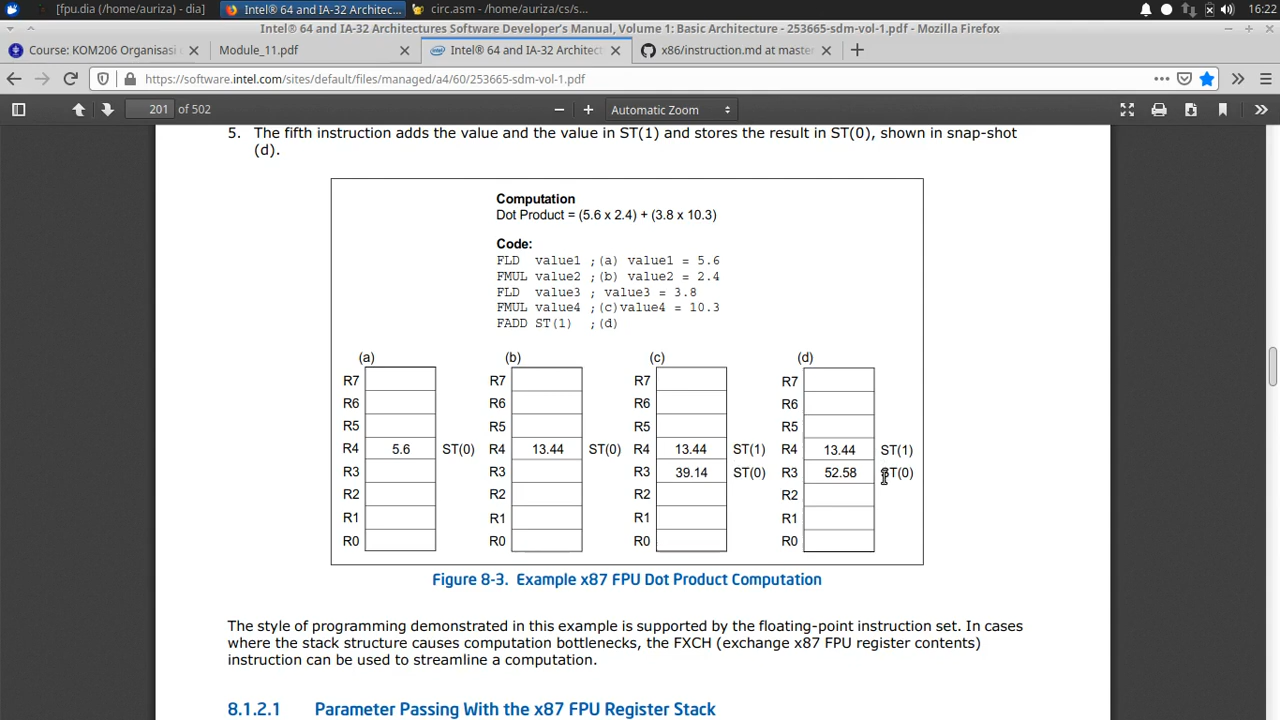 [fpu.dia (/home/auriza) - dia]
Intel® 64 and IA-32 Architec...
circ.asm - /home/auriza/cs/s...
16:22
Intel® 64 and IA-32 Architectures Software Developer's Manual, Volume 1: Basic Architecture - 253665-sdm-vol-1.pdf - Mozilla Firefox
Course: KOM206 Organisasi
Module_11.pdf
Intel® 64 and IA-32 Architect
x86/instruction.md at master
https://software.intel.com/sites/default/files/managed/a4/60/253665-sdm-vol-1.pdf
201 of 502
Automatic Zoom
5. The fifth instruction adds the value and the value in ST(1) and stores the result in ST(0), shown in snap-shot
(d).
Computation
Dot Product = (5.6 x 2.4) + (3.8 x 10.3)
Code:
FLD value1 ;(a) value1 = 5.6
FMUL value2 ;(b) value2 = 2.4
FLD value3 ; value3 = 3.8
FMUL value4 ;(c)value4 = 10.3
FADD ST(1) ;(d)
(a) (b) (c) (d)
R7 R7 R7 R7
R6 R6 R6 R6
R5 R5 R5 R5
R4 5.6 ST(0) R4 13.44 ST(0) R4 13.44 ST(1) R4 13.44 ST(1)
R3 R3 R3 39.14 ST(0) R3 52.58 ST(0)
R2 R2 R2 R2
R1 R1 R1 R1
R0 R0 R0 R0
Figure 8-3. Example x87 FPU Dot Product Computation
The style of programming demonstrated in this example is supported by the floating-point instruction set. In cases
where the stack structure causes computation bottlenecks, the FXCH (exchange x87 FPU register contents)
instruction can be used to streamline a computation.
8.1.2.1 Parameter Passing With the x87 FPU Register Stack